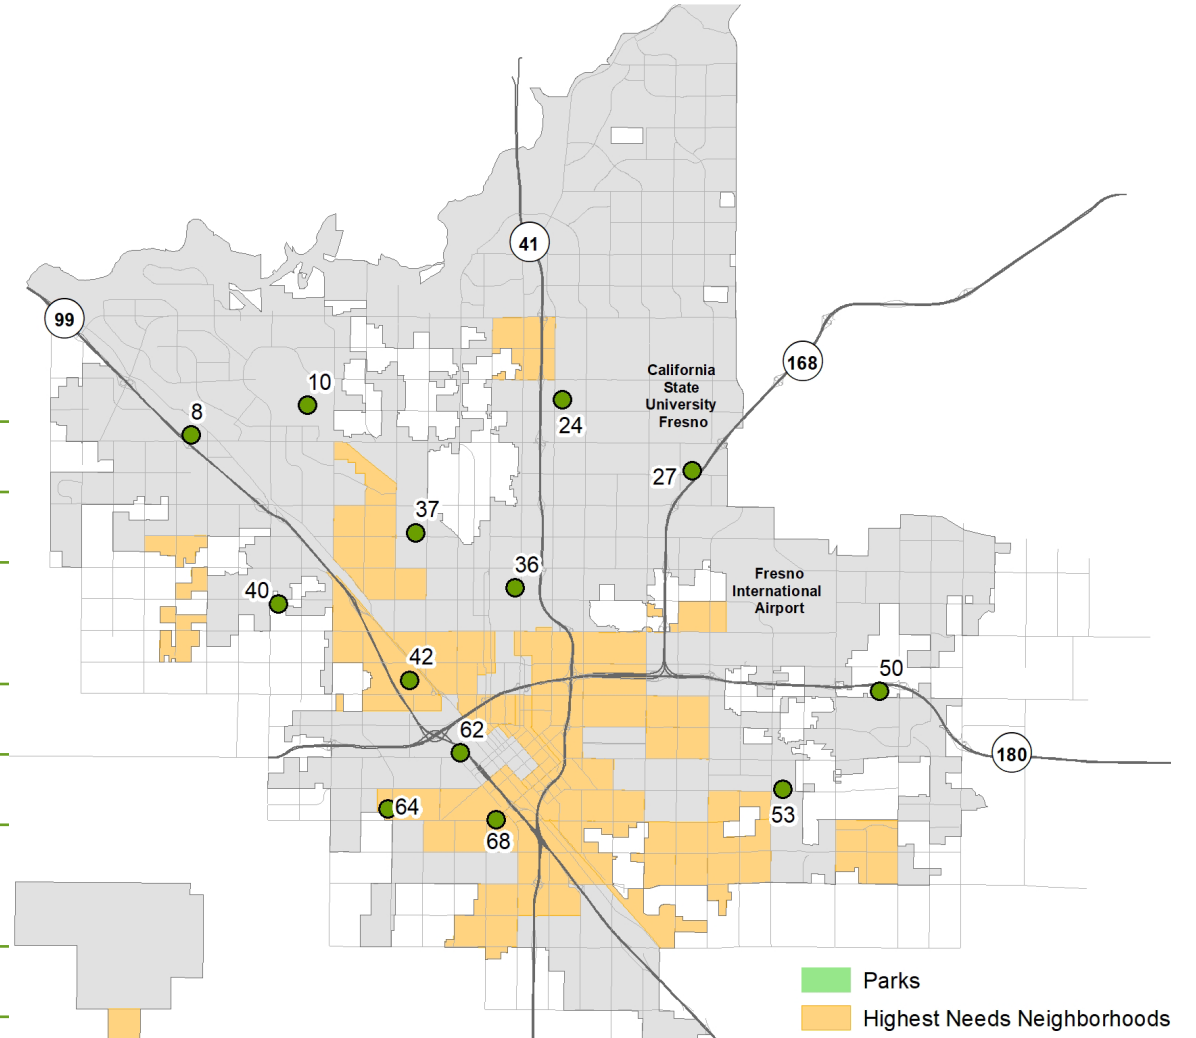 41
99
168
California
State
University
Fresno
10
8
24
27
37
36
Fresno
International
Airport
40
42
50
62
180
64
53
68
Parks
Highest Needs Neighborhoods